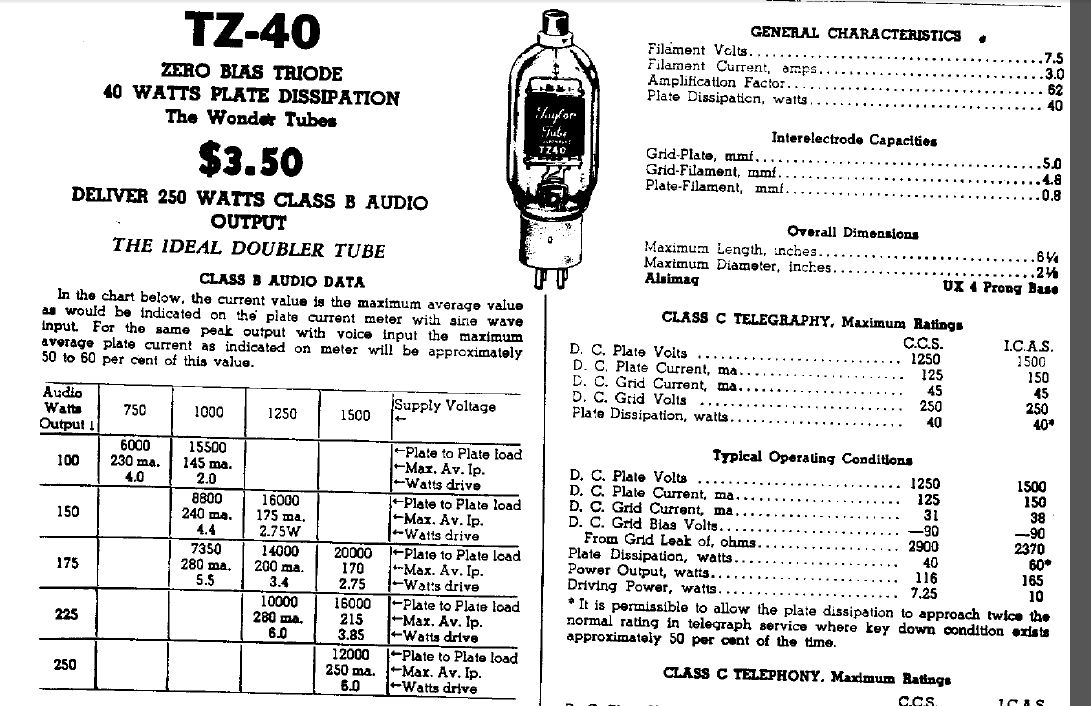 TZ-40
ZERO BIAS TRIODE
40 WATTS PLATE DISSIPATION
The Wonder Tubes
$3.50
DELIVER 250 WATTS CLASS B AUDIO
OUTPUT
THE IDEAL DOUBLER TUBE
CLASS B AUDIO DATA
In the chart below, the current value is the maximum average value
as would be indicated on the plate current meter with sine wave
input. For the same peak output with voice input the maximum
average plate current as indicated on meter will be approximately
50 to 60 per cent of this value.
Audio
Watts
Output ↓ 750 1000 1250 1500 Supply Voltage
←
6000 15500 ←Plate to Plate load
100 230 ma. 145 ma. ←Max. Av. Ip.
4.0 2.0 ←Watts drive
8800 16000 ←Plate to Plate load
150 240 ma. 175 ma. ←Max. Av. Ip.
4.4 2.75W ←Watts drive
7350 14000 20000 ←Plate to Plate load
175 280 ma. 200 ma. 170 ←Max. Av. Ip.
5.5 3.4 2.75 ←Watts drive
10000 16000 ←Plate to Plate load
225 280 ma. 215 ←Max. Av. Ip.
6.0 3.85 ←Watts drive
12000 ←Plate to Plate load
250 250 ma. ←Max. Av. Ip.
6.0 ←Watts drive
Taylor
Tube
TZ40
GENERAL CHARACTERISTICS
Filament Volts....................................7.5
Filament Current, amps............................3.0
Amplification Factor..............................62
Plate Dissipation, watts..........................40
Interelectrode Capacities
Grid-Plate, mmf...................................5.0
Grid-Filament, mmf................................4.8
Plate-Filament, mmf...............................0.8
Overall Dimensions
Maximum Length, inches............................6¼
Maximum Diameter, inches..........................2⅛
Alsimag UX 4 Prong Base
CLASS C TELEGRAPHY, Maximum Ratings
C.C.S. I.C.A.S.
D. C. Plate Volts .......................... 1250 1500
D. C. Plate Current, ma..................... 125 150
D. C. Grid Current, ma...................... 45 45
D. C. Grid Volts ........................... 250 250
Plate Dissipation, watts.................... 40 40*
Typical Operating Conditions
D. C. Plate Volts .......................... 1250 1500
D. C. Plate Current, ma..................... 125 150
D. C. Grid Current, ma...................... 31 38
D. C. Grid Bias Volts....................... —90 —90
From Grid Leak of, ohms..................... 2900 2370
Plate Dissipation, watts.................... 40 60*
Power Output, watts......................... 116 165
Driving Power, watts........................ 7.25 10
* It is permissible to allow the plate dissipation to approach twice the
normal rating in telegraph service where key down condition exists
approximately 50 per cent of the time.
CLASS C TELEPHONY, Maximum Ratings
C.C.S. I.C.A.S.